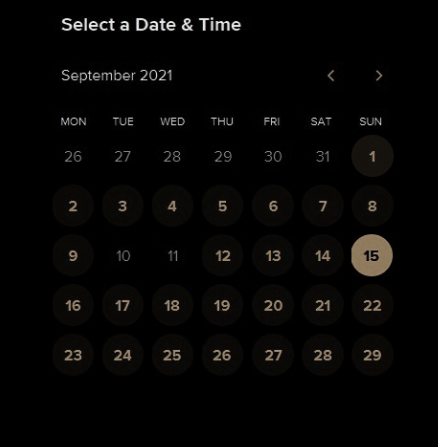 Select a Date & Time
September 2021
MON TUE WED THU FRI SAT SUN
26 27 28 29 30 31 1
2 3 4 5 6 7 8
9 10 11 12 13 14 15
16 17 18 19 20 21 22
23 24 25 26 27 28 29